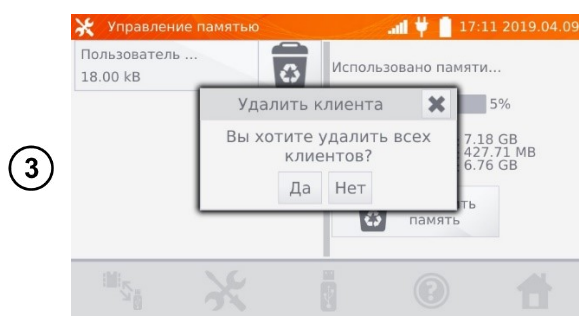 Управление памятью
17:11 2019.04.09
Пользователь ...
18.00 kB
Использовано памяти...
5%
Удалить клиента
Вы хотите удалить всех
клиентов?
Да Нет
7.18 GB
427.71 MB
6.76 GB
память
3